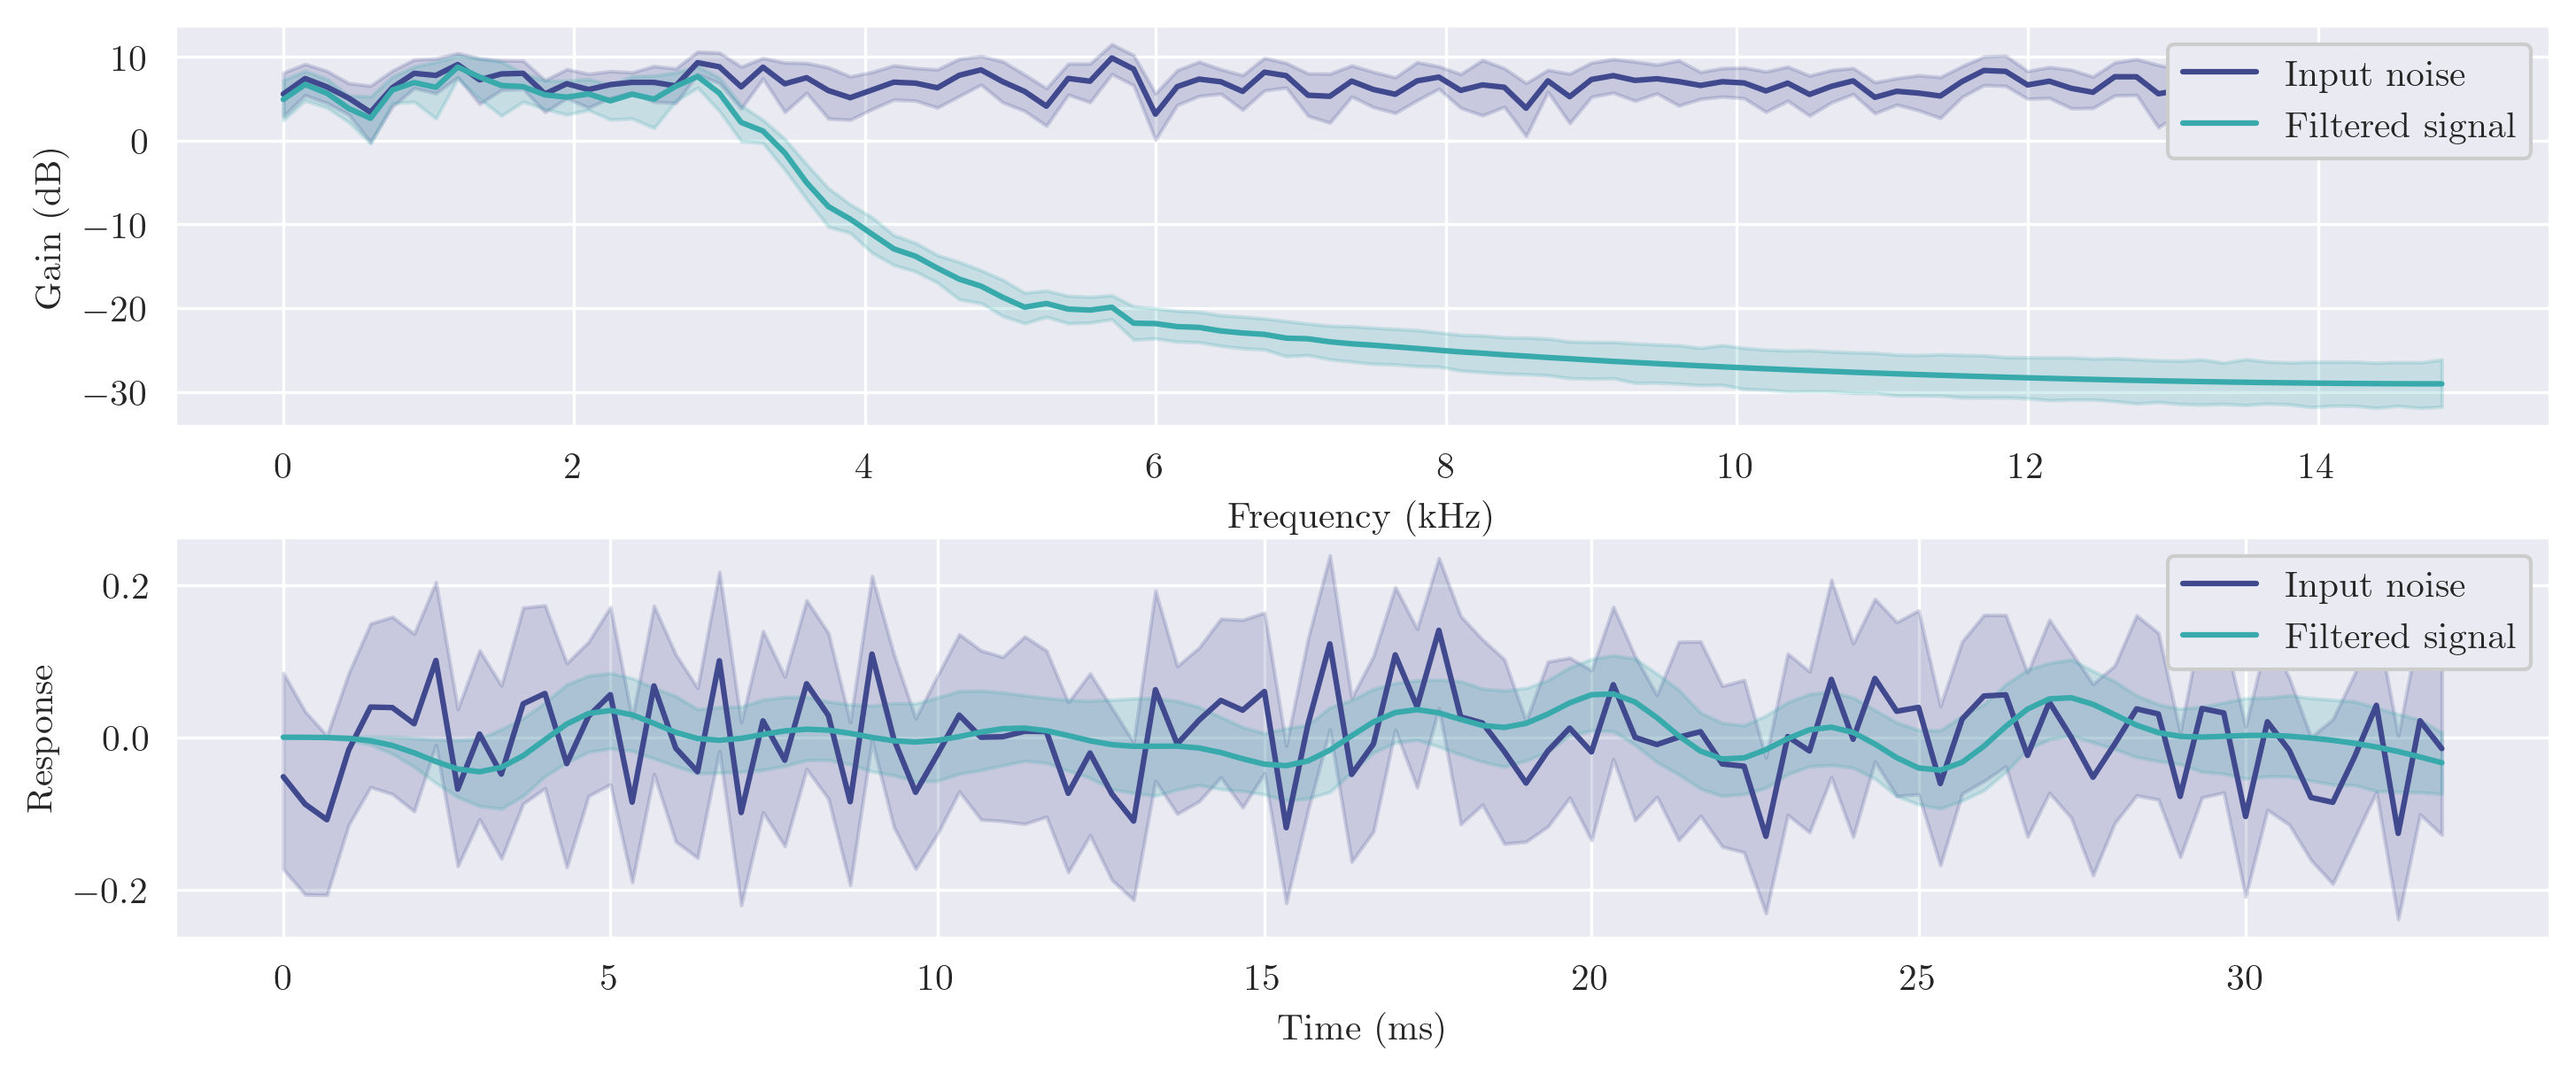 10
0
−10
−20
−30
Gain (dB)
Input noise
Filtered signal
0 2 4 6 8 10 12 14
Frequency (kHz)
0.2
0.0
−0.2
Response
Input noise
Filtered signal
0 5 10 15 20 25 30
Time (ms)